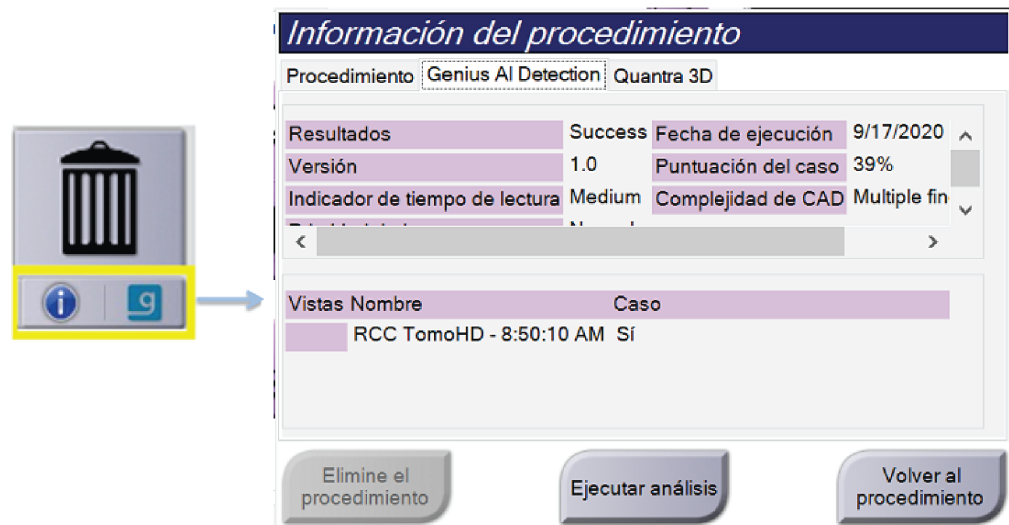 Información del procedimiento
Procedimiento Genius AI Detection Quantra 3D
Resultados Success Fecha de ejecución 9/17/2020
Versión 1.0 Puntuación del caso 39%
Indicador de tiempo de lectura Medium Complejidad de CAD Multiple fin
i g
Vistas Nombre Caso
RCC TomoHD - 8:50:10 AM Sí
Elimine el procedimiento
Ejecutar análisis
Volver al procedimiento